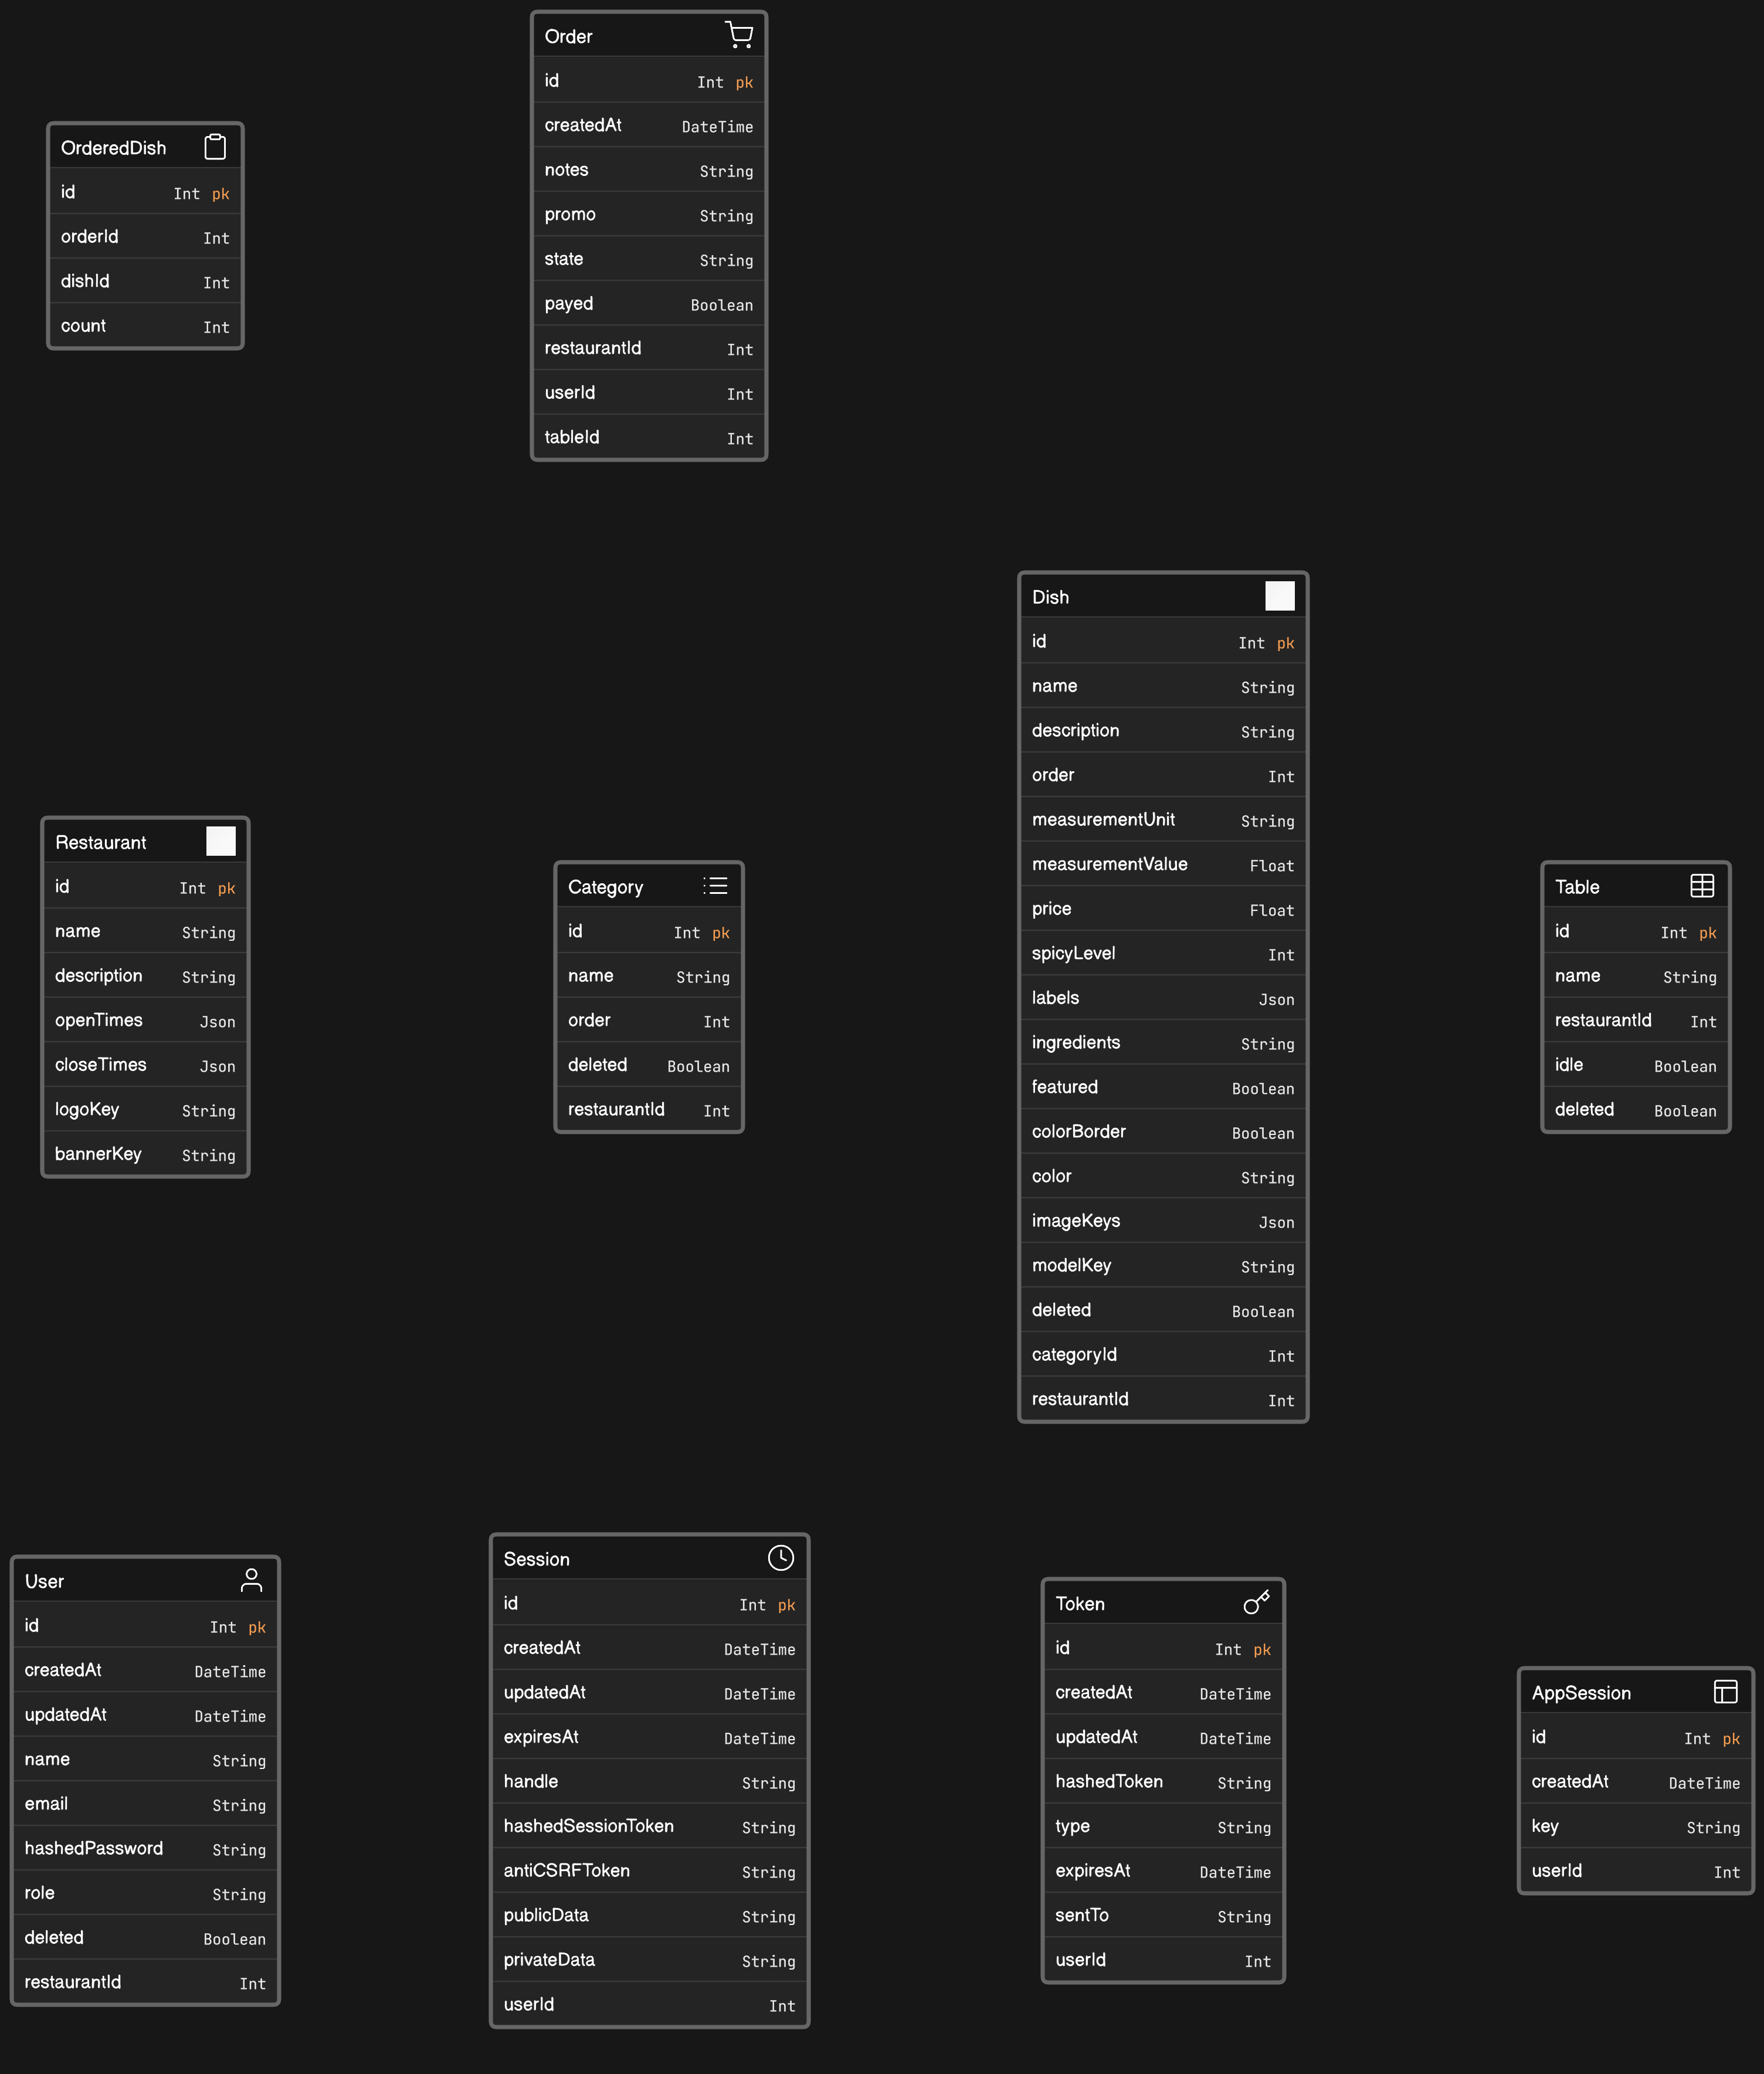 Order
id Int pk
createdAt DateTime
notes String
promo String
state String
payed Boolean
restaurantId Int
userId Int
tableId Int
OrderedDish
id Int pk
orderId Int
dishId Int
count Int
Dish
id Int pk
name String
description String
order Int
measurementUnit String
measurementValue Float
price Float
spicyLevel Int
labels Json
ingredients String
featured Boolean
colorBorder Boolean
color String
imageKeys Json
modelKey String
deleted Boolean
categoryId Int
restaurantId Int
Restaurant
id Int pk
name String
description String
openTimes Json
closeTimes Json
logoKey String
bannerKey String
Category
id Int pk
name String
order Int
deleted Boolean
restaurantId Int
Table
id Int pk
name String
restaurantId Int
idle Boolean
deleted Boolean
User
id Int pk
createdAt DateTime
updatedAt DateTime
name String
email String
hashedPassword String
role String
deleted Boolean
restaurantId Int
Session
id Int pk
createdAt DateTime
updatedAt DateTime
expiresAt DateTime
handle String
hashedSessionToken String
antiCSRFToken String
publicData String
privateData String
userId Int
Token
id Int pk
createdAt DateTime
updatedAt DateTime
hashedToken String
type String
expiresAt DateTime
sentTo String
userId Int
AppSession
id Int pk
createdAt DateTime
key String
userId Int